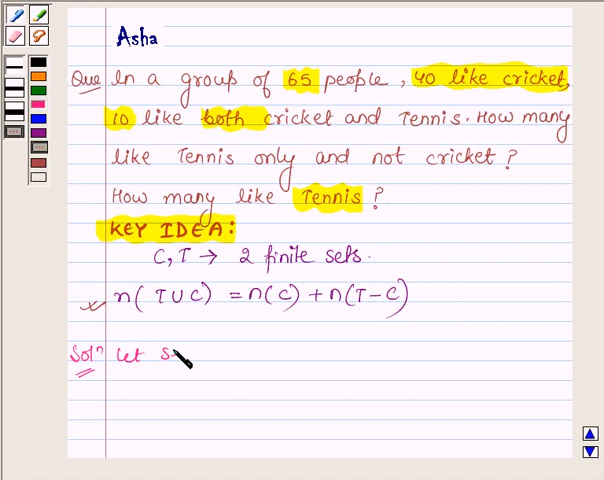 Asha
Que In a group of 65 people, 40 like cricket,
10 like both cricket and Tennis. How many
like Tennis only and not cricket?
How many like Tennis?
KEY IDEA:
C, T → 2 finite sets.
n(T∪C) = n(C) + n(T-C)
Solⁿ Let s